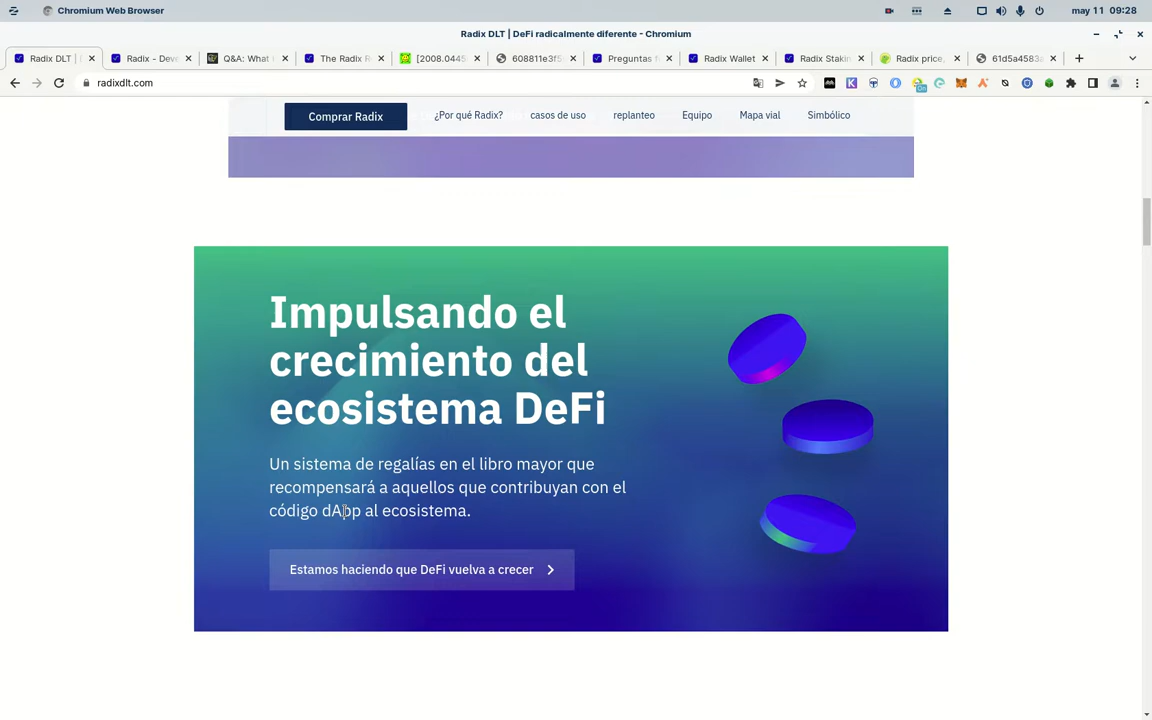 Chromium Web Browser
may 11 09:28
Radix DLT | DeFi radicalmente diferente - Chromium
Radix DLT |
Radix - Deve
Q&A: What i
The Radix R
[2008.0445
608811e3f5
Preguntas f
Radix Wallet
Radix Stakin
Radix price,
61d5a4583a
radixdlt.com
On
Comprar Radix
¿Por qué Radix?
casos de uso
replanteo
Equipo
Mapa vial
Simbólico
Impulsando el
crecimiento del
ecosistema DeFi
Un sistema de regalías en el libro mayor que
recompensará a aquellos que contribuyan con el
código dApp al ecosistema.
Estamos haciendo que DeFi vuelva a crecer